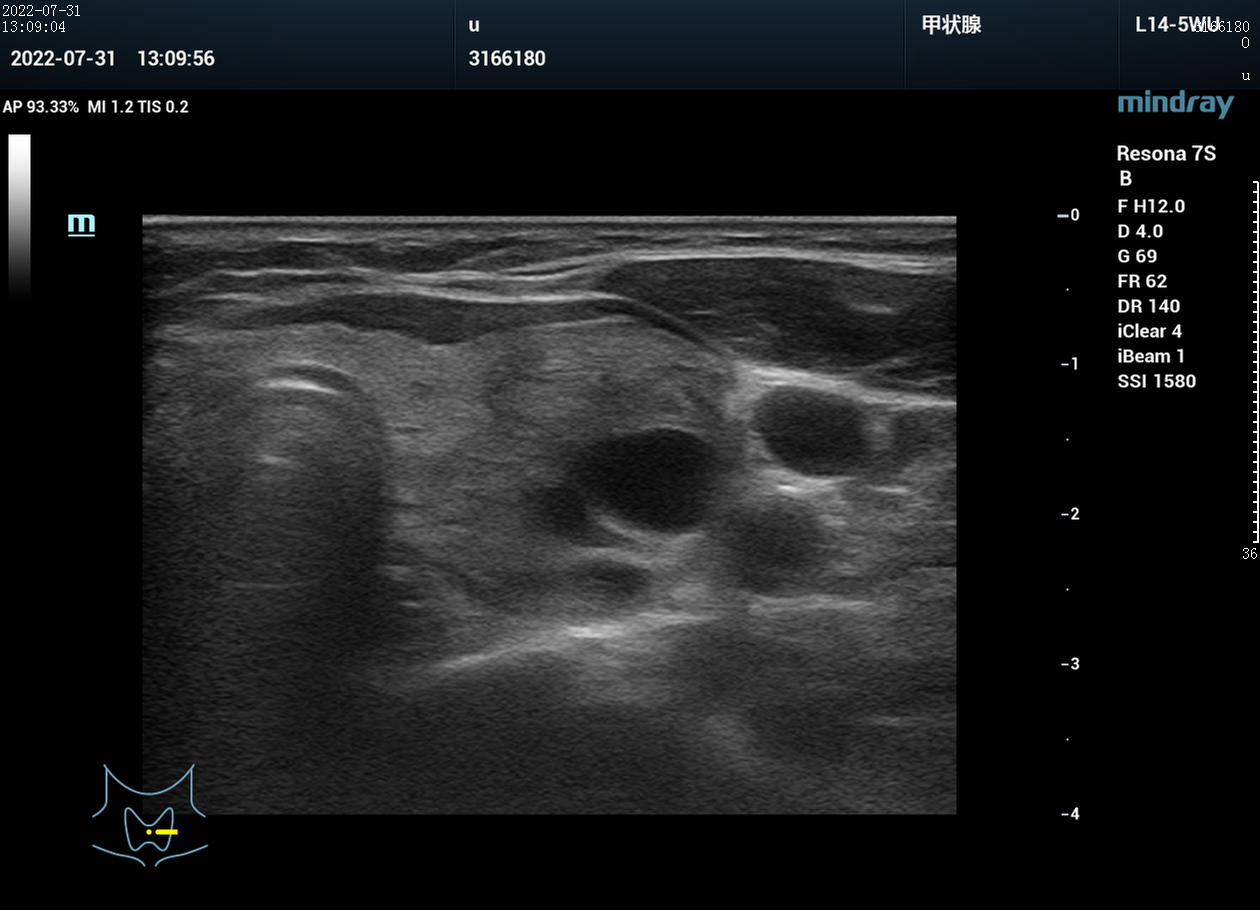 2022-07-31
13:09:04
2022-07-31 13:09:56
u
3166180
甲状腺
L14-5WU
3166180
0
u
AP 93.33% MI 1.2 TIS 0.2
mindray
Resona 7S
B
F H12.0
D 4.0
G 69
FR 62
DR 140
iClear 4
iBeam 1
SSI 1580
m
0
1
2
3
4
36